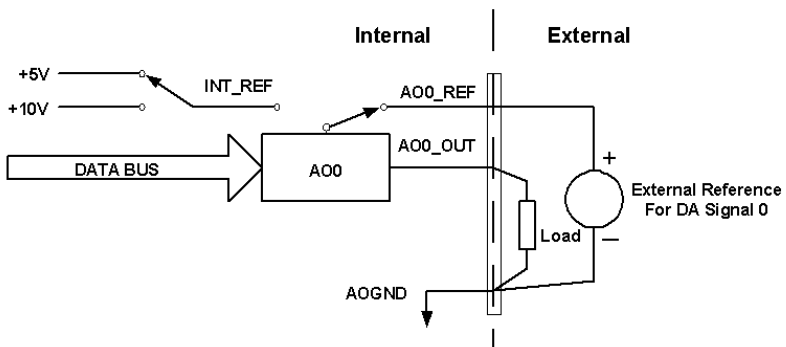 Internal
External
+5V
INT_REF
+10V
AO0_REF
AO0_OUT
DATA BUS
AO0
+
External Reference
For DA Signal 0
Load
—
AOGND